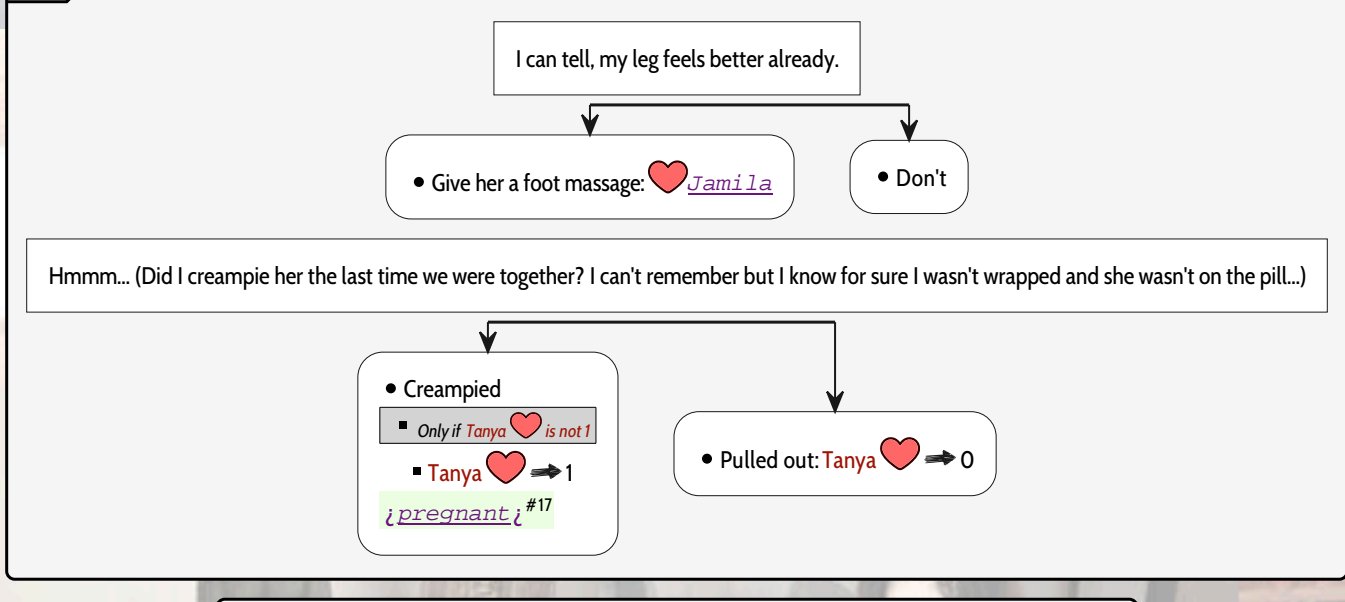 I can tell, my leg feels better already.
• Give her a foot massage: Jamila
• Don't
Hmmm... (Did I creampie her the last time we were together? I can't remember but I know for sure I wasn't wrapped and she wasn't on the pill...)
• Creampied
▪ Only if Tanya is not 1
▪ Tanya ➾ 1
¿pregnant¿ #17
• Pulled out: Tanya ➾ 0